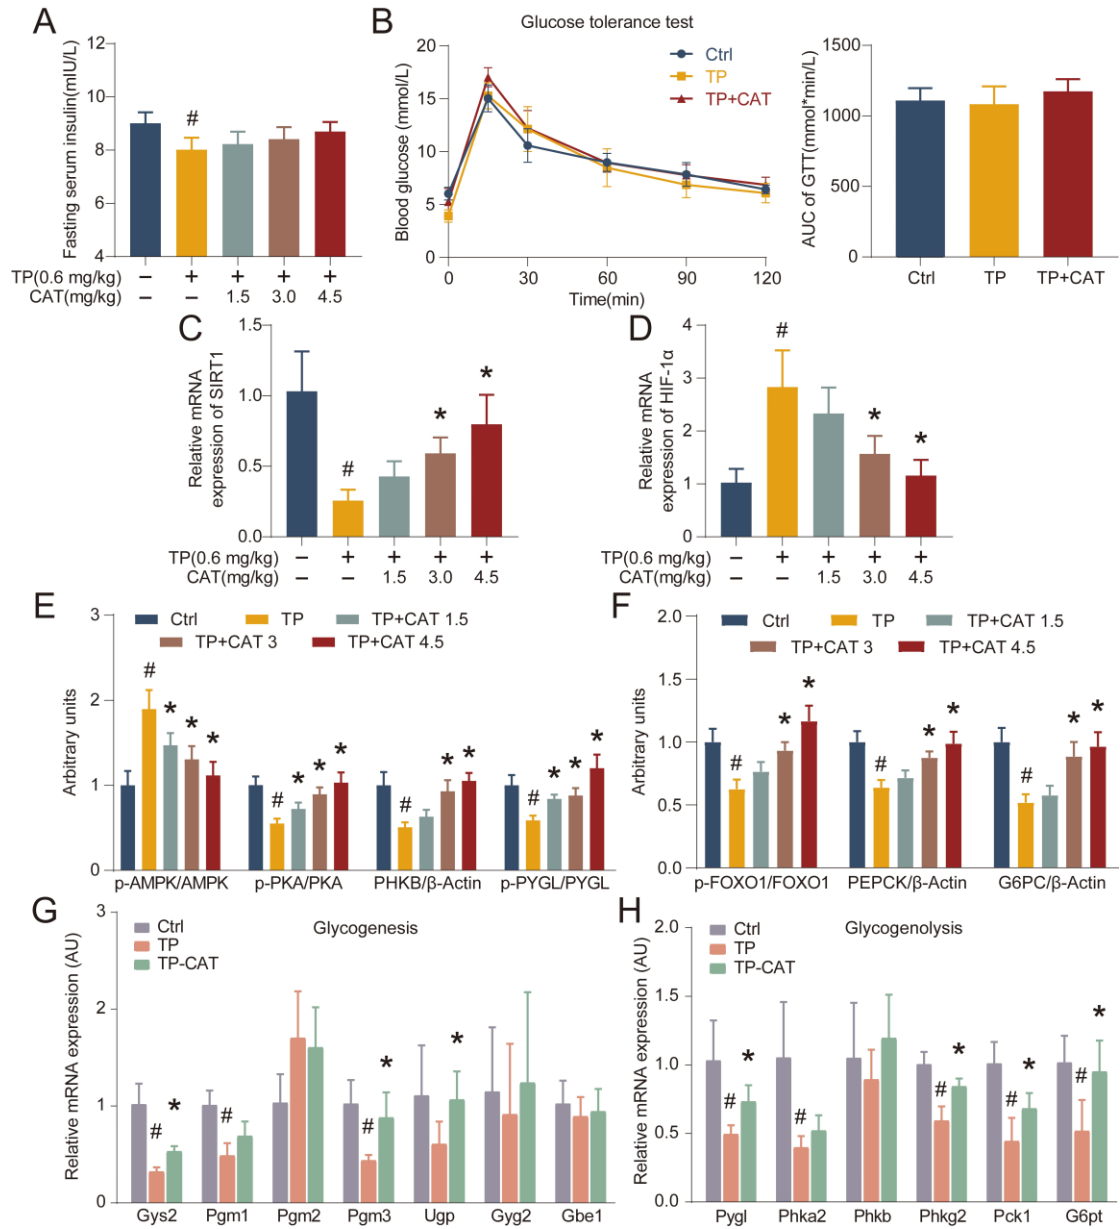 A
Fasting serum insulin(mIU/L)
12
10
8
6
4
#
TP(0.6 mg/kg) − + + + +
CAT(mg/kg) − − 1.5 3.0 4.5
B
Glucose tolerance test
Blood glucose (mmol/L)
20
15
10
5
0
Ctrl
TP
TP+CAT
0 30 60 90 120
Time(min)
AUC of GTT(mmol*min/L)
1500
1000
500
0
Ctrl TP TP+CAT
C
Relative mRNA
expression of SIRT1
1.5
1.0
0.5
0.0
# * *
TP(0.6 mg/kg) − + + + +
CAT(mg/kg) − − 1.5 3.0 4.5
D
Relative mRNA
expression of HIF-1α
4
3
2
1
0
# * *
TP(0.6 mg/kg) − + + + +
CAT(mg/kg) − − 1.5 3.0 4.5
E
Arbitrary units
3
2
1
0
Ctrl TP TP+CAT 1.5
TP+CAT 3 TP+CAT 4.5
# * * * # * * * # * * # * * *
p-AMPK/AMPK p-PKA/PKA PHKB/β-Actin p-PYGL/PYGL
F
Arbitrary units
2.0
1.5
1.0
0.5
0.0
Ctrl TP TP+CAT 1.5
TP+CAT 3 TP+CAT 4.5
# * * # * * # * *
p-FOXO1/FOXO1 PEPCK/β-Actin G6PC/β-Actin
G
Relative mRNA expression (AU)
3
2
1
0
Ctrl
TP
TP-CAT
Glycogenesis
# * # # * *
Gys2 Pgm1 Pgm2 Pgm3 Ugp Gyg2 Gbe1
H
Relative mRNA expression (AU)
2.0
1.5
1.0
0.5
0.0
Ctrl
TP
TP-CAT
Glycogenolysis
# * # # * # * # *
Pygl Phka2 Phkb Phkg2 Pck1 G6pt